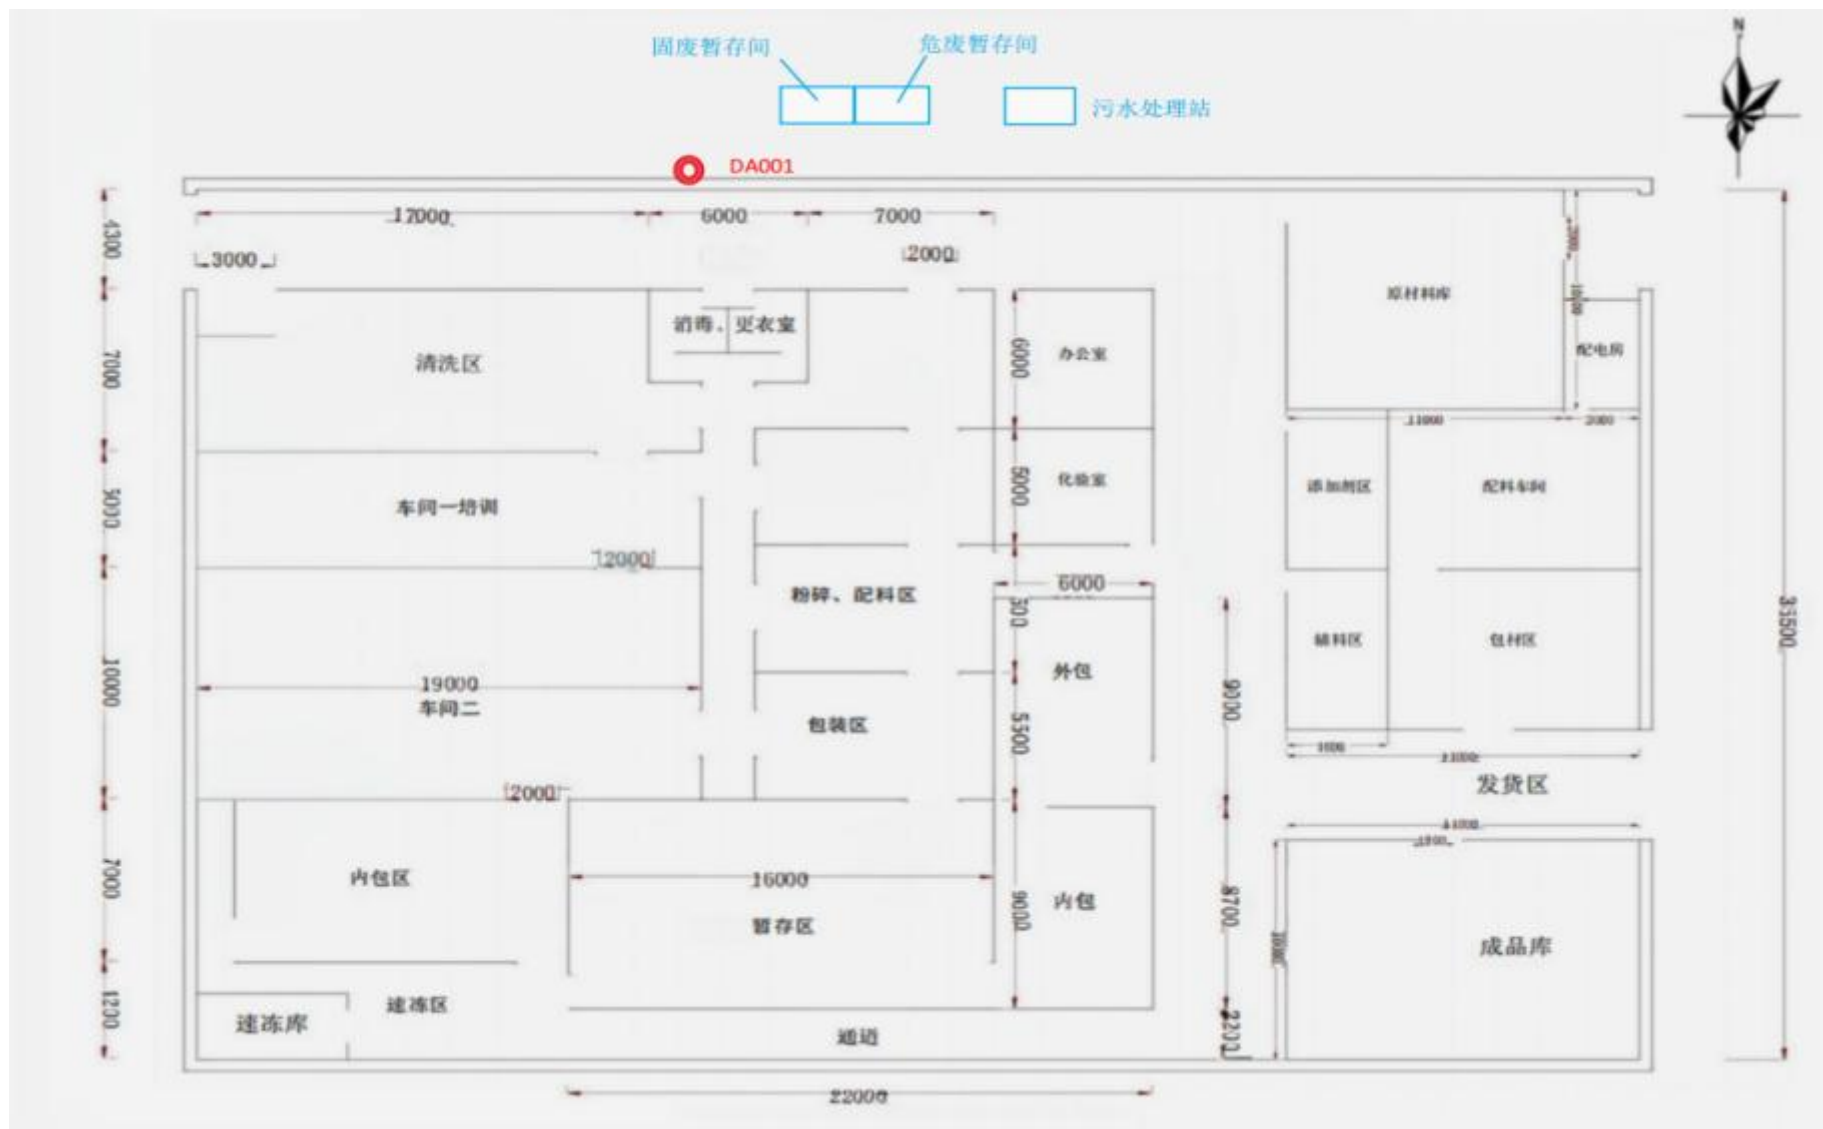 固废暂存间
危废暂存间
N
污水处理站
DA001
17000
6000
7000
4300
3000
2000
原材料库
消毒、更衣室
清洗区
7000
6000
办公室
配电房
11000
2000
5000
化验室
添加剂区
配料车间
车间一培训
5000
2000
6000
粉碎、配料区
35500
辅料区
包材区
外包
10000
19000
车间二
9000
包装区
5500
发货区
2000
内包区
7000
16000
暂存区
9000
内包
8700
成品库
速冻区
速冻库
通道
22000